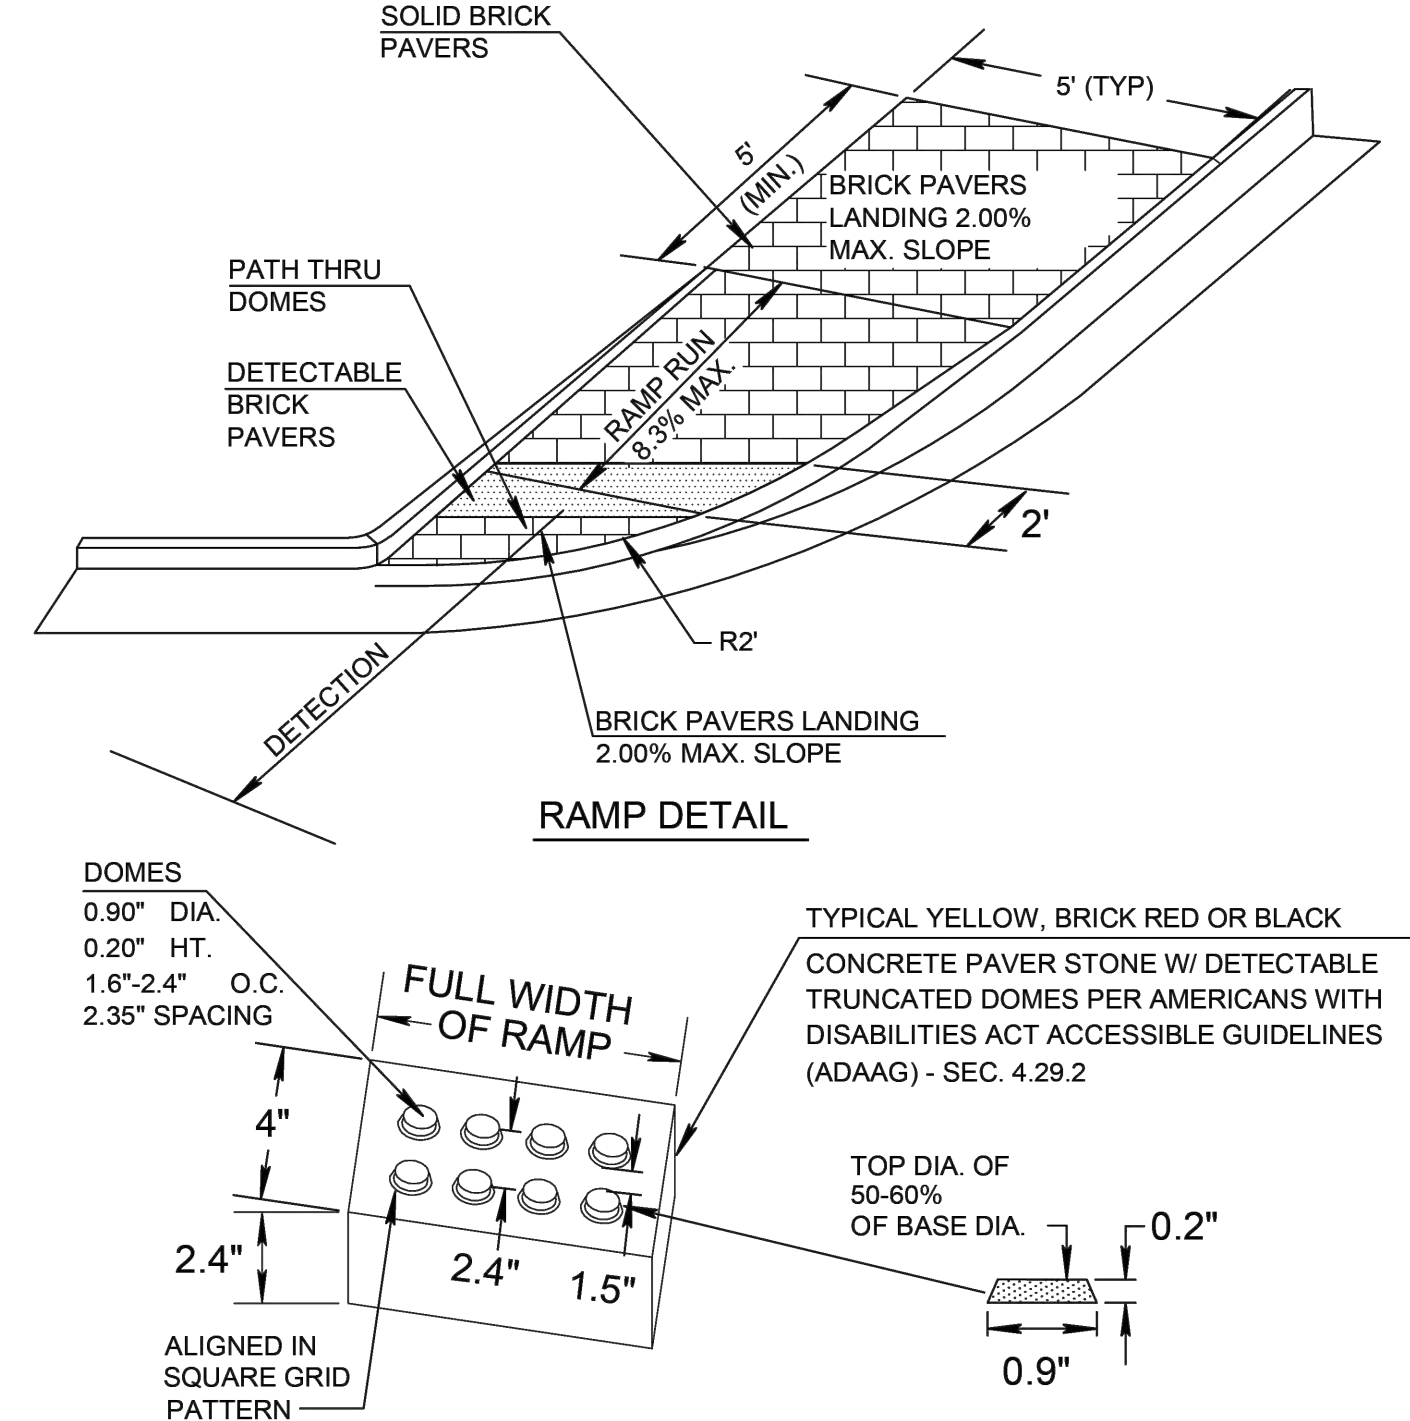 SOLID BRICK
PAVERS
5' (TYP)
5'
(MIN.)
BRICK PAVERS
LANDING 2.00%
MAX. SLOPE
PATH THRU
DOMES
RAMP RUN
8.3% MAX.
DETECTABLE
BRICK
PAVERS
2'
R2'
DETECTION
BRICK PAVERS LANDING
2.00% MAX. SLOPE
RAMP DETAIL
DOMES
0.90" DIA.
0.20" HT.
1.6"-2.4" O.C.
2.35" SPACING
FULL WIDTH
OF RAMP
TYPICAL YELLOW, BRICK RED OR BLACK
CONCRETE PAVER STONE W/ DETECTABLE
TRUNCATED DOMES PER AMERICANS WITH
DISABILITIES ACT ACCESSIBLE GUIDELINES
(ADAAG) - SEC. 4.29.2
4"
2.4"
2.4"
1.5"
TOP DIA. OF
50-60%
OF BASE DIA.
0.2"
0.9"
ALIGNED IN
SQUARE GRID
PATTERN